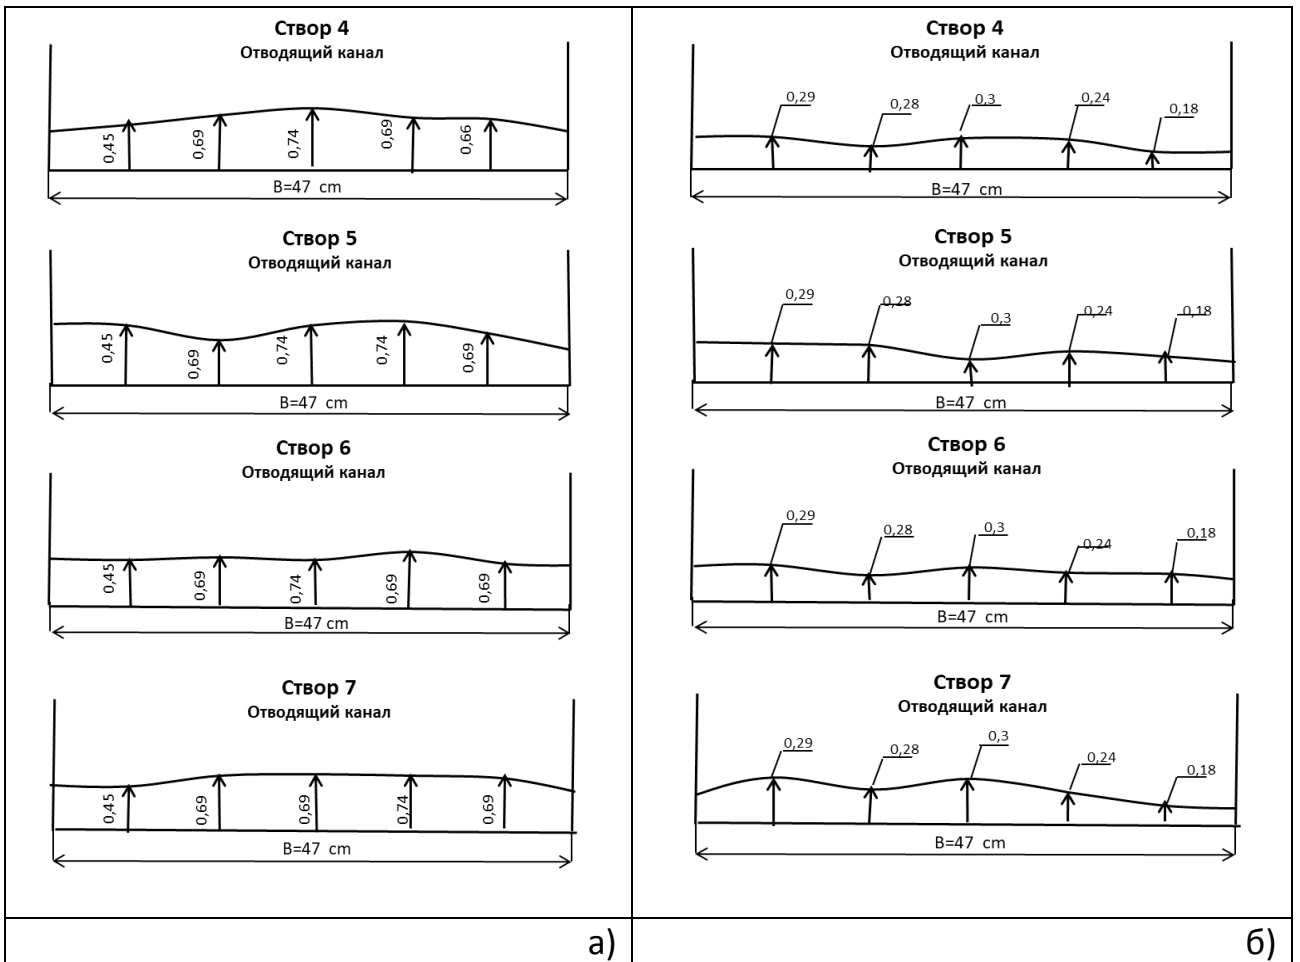 Створ 4
Отводящий канал
0,45 0,69 0,74 0,69 0,66
B=47 cm
Створ 5
Отводящий канал
0,45 0,69 0,74 0,74 0,69
B=47 cm
Створ 6
Отводящий канал
0,45 0,69 0,74 0,69 0,69
B=47 cm
Створ 7
Отводящий канал
0,45 0,69 0,69 0,74 0,69
B=47 cm
а)
Створ 4
Отводящий канал
0,29 0,28 0,3 0,24 0,18
B=47 cm
Створ 5
Отводящий канал
0,29 0,28 0,3 0,24 0,18
B=47 cm
Створ 6
Отводящий канал
0,29 0,28 0,3 0,24 0,18
B=47 cm
Створ 7
Отводящий канал
0,29 0,28 0,3 0,24 0,18
B=47 cm
б)